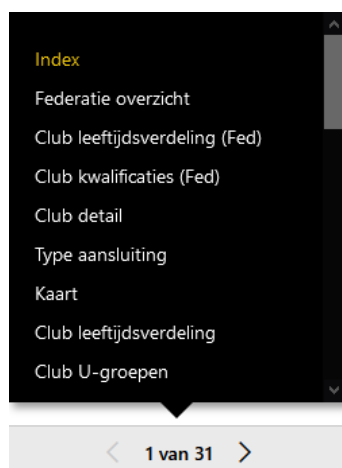 Index
Federatie overzicht
Club leeftijdsverdeling (Fed)
Club kwalificaties (Fed)
Club detail
Type aansluiting
Kaart
Club leeftijdsverdeling
Club U-groepen
1 van 31